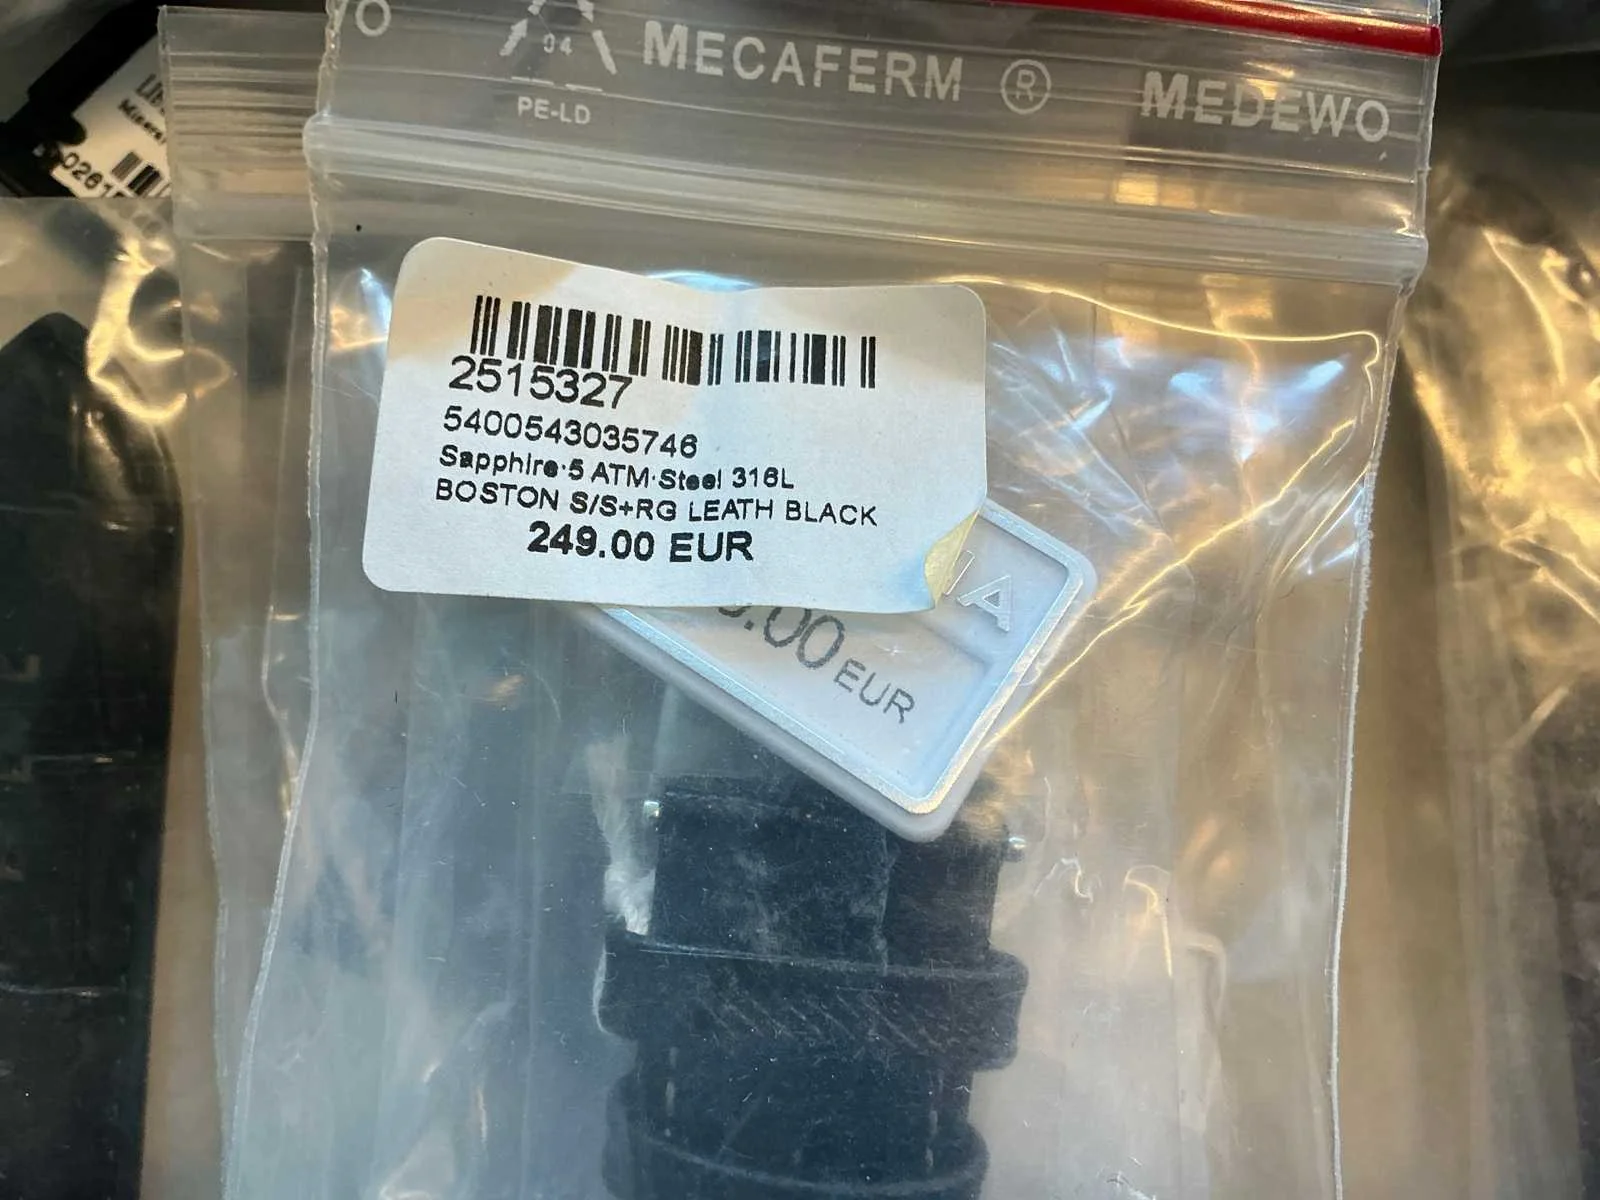 04
PE-LD
MECAFERM ® MEDEWO
2515327
5400543035746
Sapphire·5 ATM·Steel 316L
BOSTON S/S+RG LEATH BLACK
249.00 EUR
.00 EUR